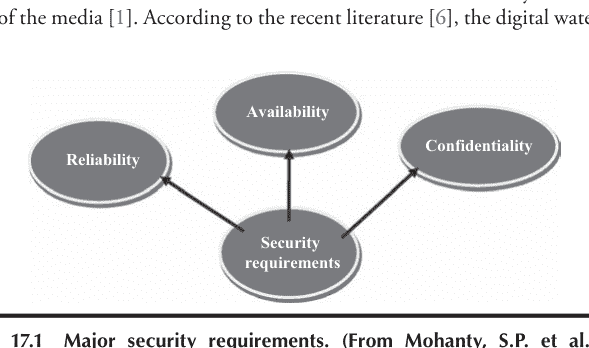 of the media [1]. According to the recent literature [6], the digital wate
Availability
Reliability
Confidentiality
Security
requirements
17.1 Major security requirements. (From Mohanty, S.P. et al.